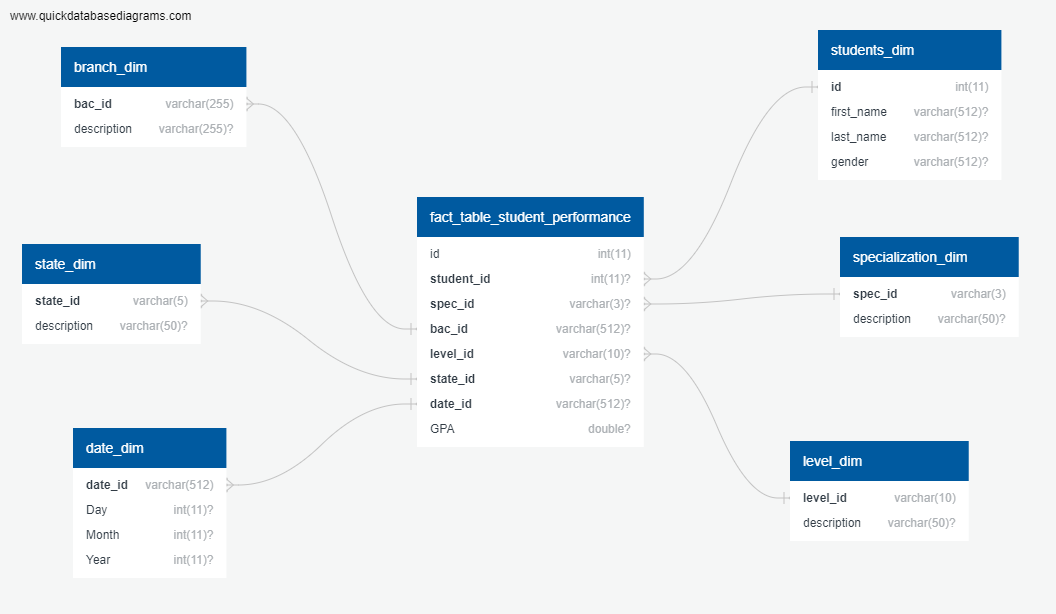 www.quickdatabasediagrams.com
branch_dim
bac_id varchar(255)
description varchar(255)?
state_dim
state_id varchar(5)
description varchar(50)?
date_dim
date_id varchar(512)
Day int(11)?
Month int(11)?
Year int(11)?
fact_table_student_performance
id int(11)
student_id int(11)?
spec_id varchar(3)?
bac_id varchar(512)?
level_id varchar(10)?
state_id varchar(5)?
date_id varchar(512)?
GPA double?
students_dim
id int(11)
first_name varchar(512)?
last_name varchar(512)?
gender varchar(512)?
specialization_dim
spec_id varchar(3)
description varchar(50)?
level_dim
level_id varchar(10)
description varchar(50)?